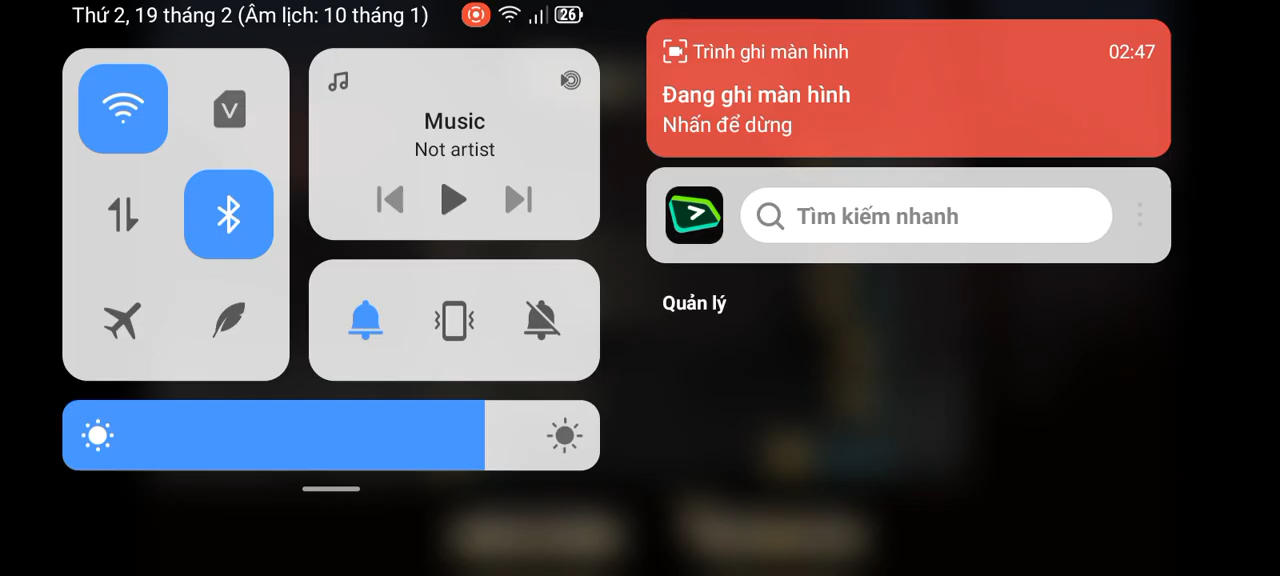 Thứ 2, 19 tháng 2 (Âm lịch: 10 tháng 1)
26
V
Music
Not artist
Trình ghi màn hình
02:47
Đang ghi màn hình
Nhấn để dừng
Tìm kiếm nhanh
Quản lý